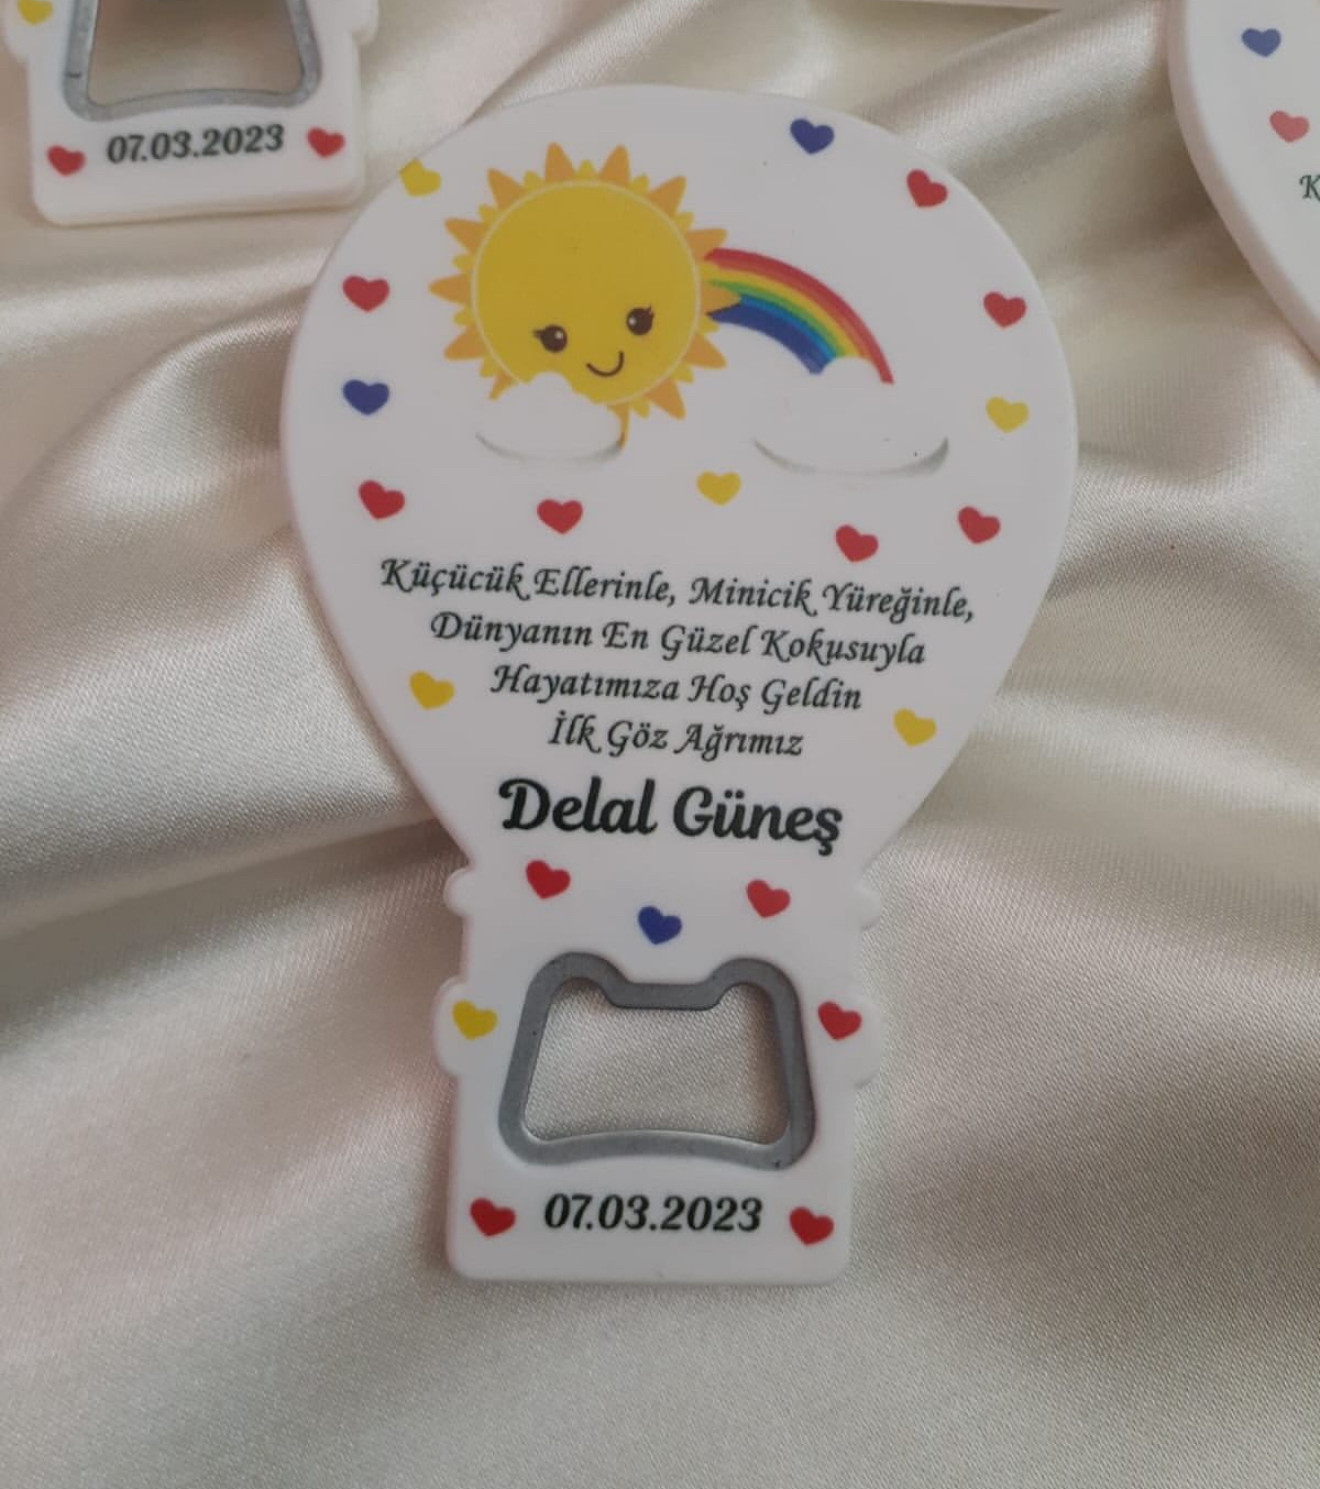 07.03.2023
K
Küçücük Ellerinle, Minicik Yüreğinle,
Dünyanın En Güzel Kokusuyla
Hayatımıza Hoş Geldin
İlk Göz Ağrımız
Delal Güneş
07.03.2023